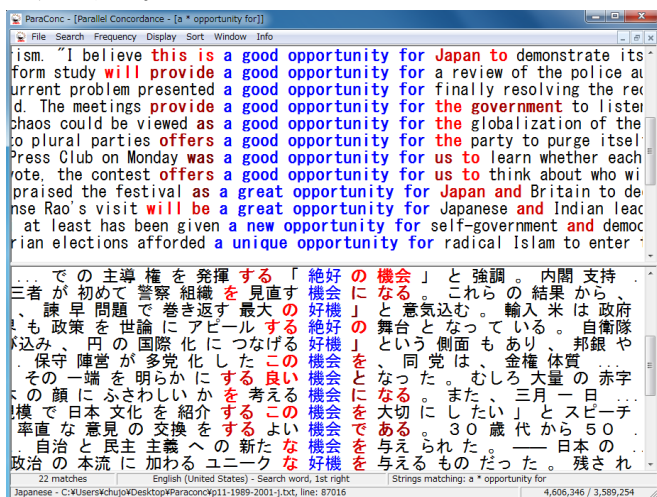 ParaConc - [Parallel Concordance - [a * opportunity for]]
File Search Frequency Display Sort Window Info
ism. "I believe this is a good opportunity for Japan to demonstrate its
form study will provide a good opportunity for a review of the police au
urrent problem presented a good opportunity for finally resolving the rec
d. The meetings provide a good opportunity for the government to listen
chaos could be viewed as a good opportunity for the globalization of the
to plural parties offers a good opportunity for the party to purge itsel
Press Club on Monday was a good opportunity for us to learn whether each
vote, the contest offers a good opportunity for us to think about who wi
praised the festival as a great opportunity for Japan and Britain to de
nse Rao's visit will be a great opportunity for Japanese and Indian lead
at least has been given a new opportunity for self-government and democ
rian elections afforded a unique opportunity for radical Islam to enter
... で の 主導 権 を 発揮 する 「 絶好 の 機会 」 と 強調 。 内閣 支持
三者 が 初めて 警察 組織 を 見直す 機会 に なる 。 これら の 結果 から 、
、 諫早 問題 で 巻き返す 最大 の 好機 」 と 意気込む 。 輸入 米 は 政府
も 政策 を 世論 に アピール する 絶好 の 舞台 と なっ て いる 。 自衛隊
び込み 、 円 の 国際 化 に つなげる 好機 」 という 側面 も あり 、 邦銀 や
. 保守 陣営 が 多党 化 し た この 機会 を 、 同 党 は 、 金権 体質 ...
その 一端 を 明らか に する 良い 機会 と なっ た 。 むしろ 大量 の 赤字
の 顔 に ふさわしい か を 考える 機会 に なる 。 また 、 三月 一 日 ...
規模 で 日本 文化 を 紹介 する この 機会 を 大切 に し たい 」 と スピーチ
率直 な 意見 の 交換 を する よい 機会 で ある 。 ３０ 歳 代 から ５０
. 自治 と 民主 主義 へ の 新た な 機会 を 与え られ た 。 ―― 日本 の ...
政治 の 本流 に 加わる ユニーク な 好機 を 与える もの だっ た 。 残さ れ
22 matches English (United States) - Search word, 1st right Strings matching: a * opportunity for
Japanese - C:¥Users¥chujo¥Desktop¥Paraconc¥p11-1989-2001-j.txt, line: 87016 4,606,346 / 3,589,254